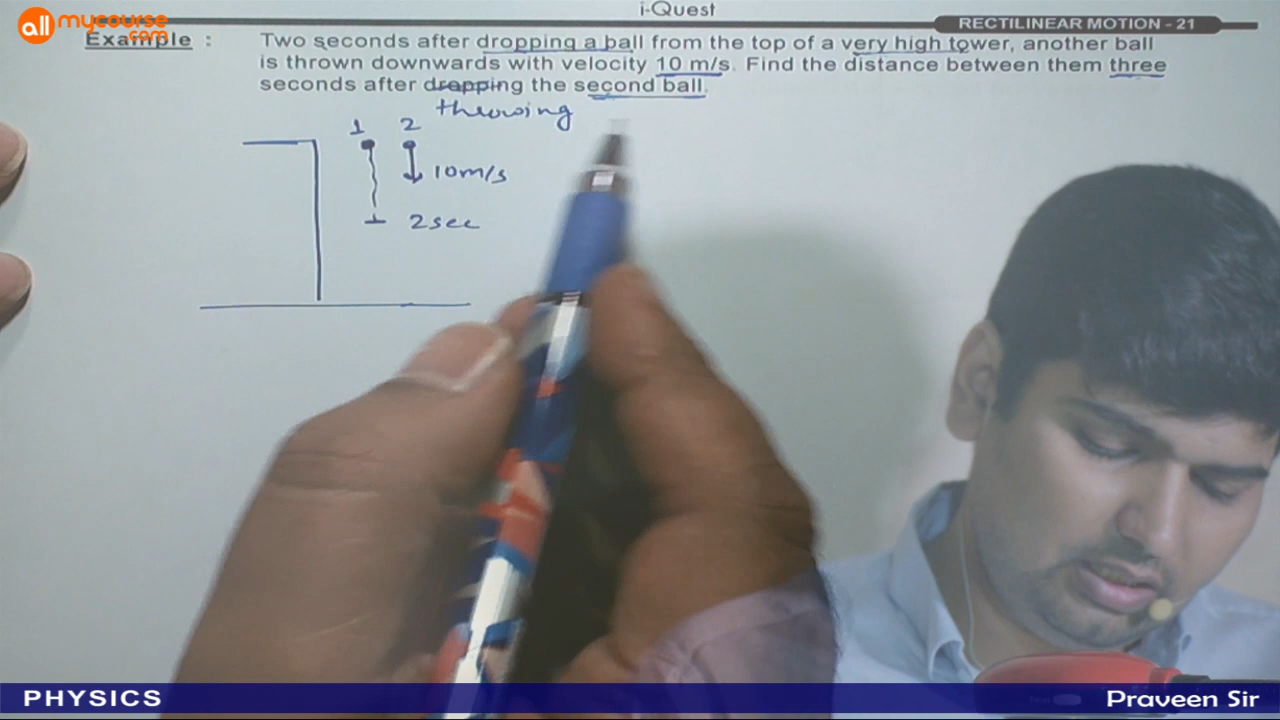 i-Quest
all mycourse.com
RECTILINEAR MOTION - 21
Example : Two seconds after dropping a ball from the top of a very high tower, another ball
is thrown downwards with velocity 10 m/s. Find the distance between them three
seconds after dropping the second ball.
throwing
1 2
10m/s
2sec
PHYSICS
Praveen Sir